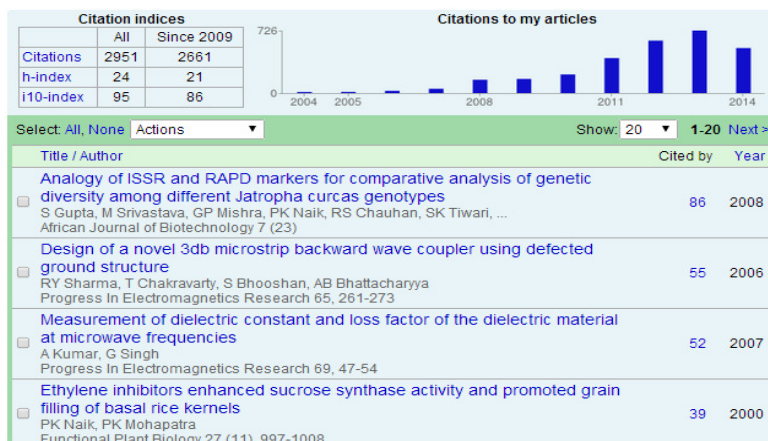 Citation indices
All Since 2009
Citations 2951 2661
h-index 24 21
i10-index 95 86
Citations to my articles
726
0
2004 2005 2008 2011 2014
Select: All, None Actions Show: 20 1-20 Next >
Title / Author Cited by Year
Analogy of ISSR and RAPD markers for comparative analysis of genetic
diversity among different Jatropha curcas genotypes
S Gupta, M Srivastava, GP Mishra, PK Naik, RS Chauhan, SK Tiwari, ...
African Journal of Biotechnology 7 (23)
86 2008
Design of a novel 3db microstrip backward wave coupler using defected
ground structure
RY Sharma, T Chakravarty, S Bhooshan, AB Bhattacharyya
Progress In Electromagnetics Research 65, 261-273
55 2006
Measurement of dielectric constant and loss factor of the dielectric material
at microwave frequencies
A Kumar, G Singh
Progress In Electromagnetics Research 69, 47-54
52 2007
Ethylene inhibitors enhanced sucrose synthase activity and promoted grain
filling of basal rice kernels
PK Naik, PK Mohapatra
Functional Plant Biology 27 (11), 997-1008
39 2000